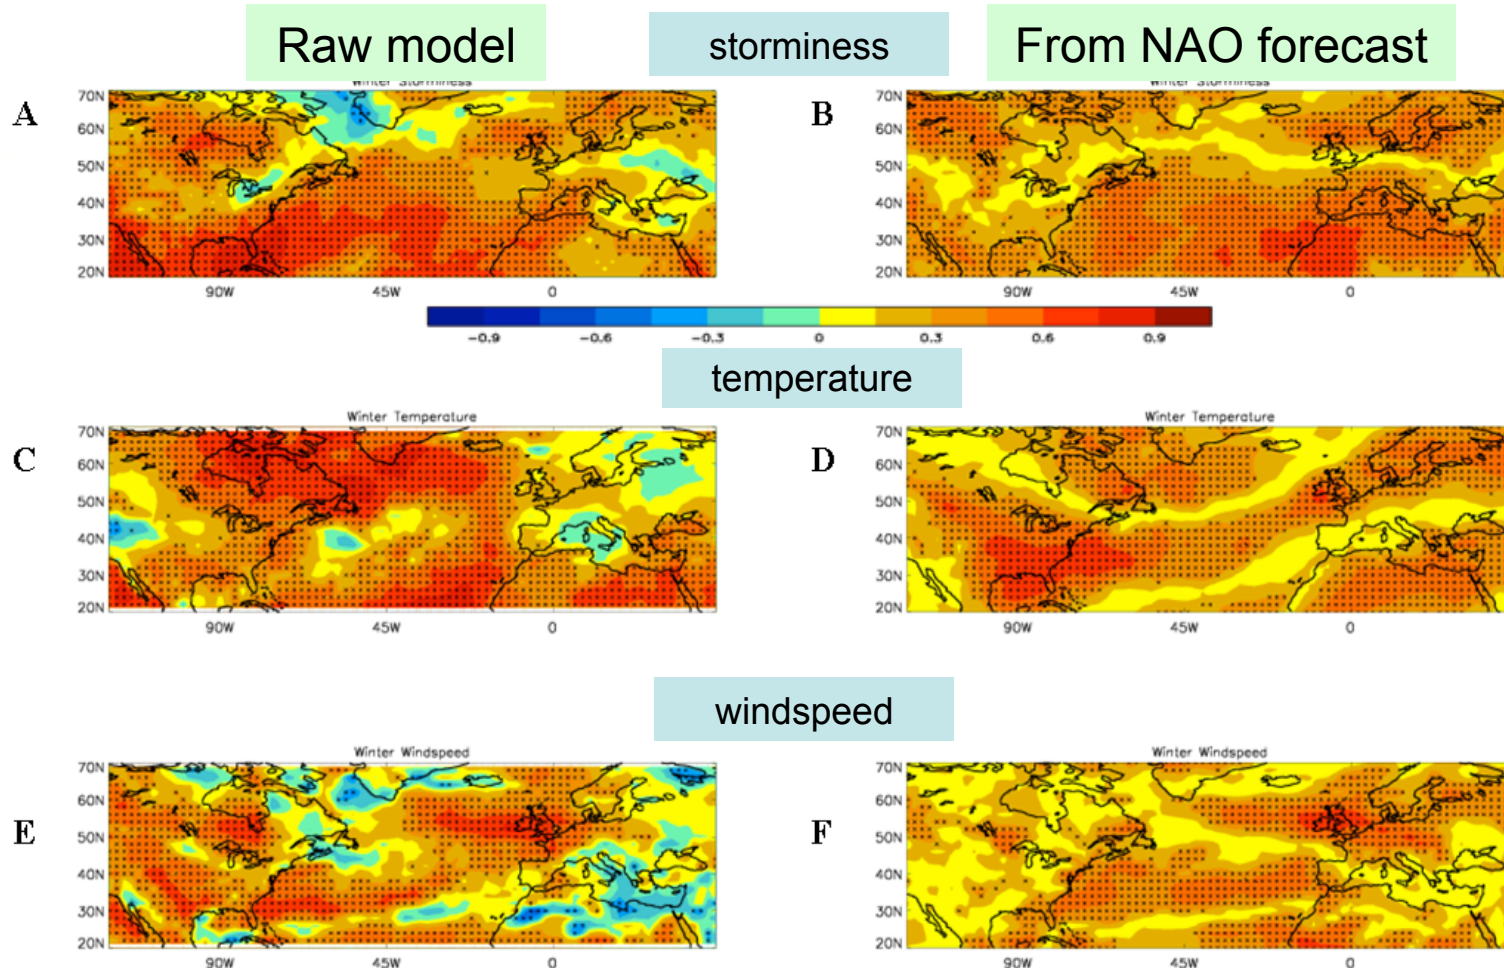 Raw model
storminess
From NAO forecast
Winter Storminess
Winter Storminess
A
70N
60N
50N
40N
30N
20N
90W
45W
0
B
70N
60N
50N
40N
30N
20N
90W
45W
0
−0.9
−0.6
−0.3
0
0.3
0.6
0.9
temperature
Winter Temperature
Winter Temperature
C
70N
60N
50N
40N
30N
20N
90W
45W
0
D
70N
60N
50N
40N
30N
20N
90W
45W
0
windspeed
Winter Windspeed
Winter Windspeed
E
70N
60N
50N
40N
30N
20N
90W
45W
0
F
70N
60N
50N
40N
30N
20N
90W
45W
0